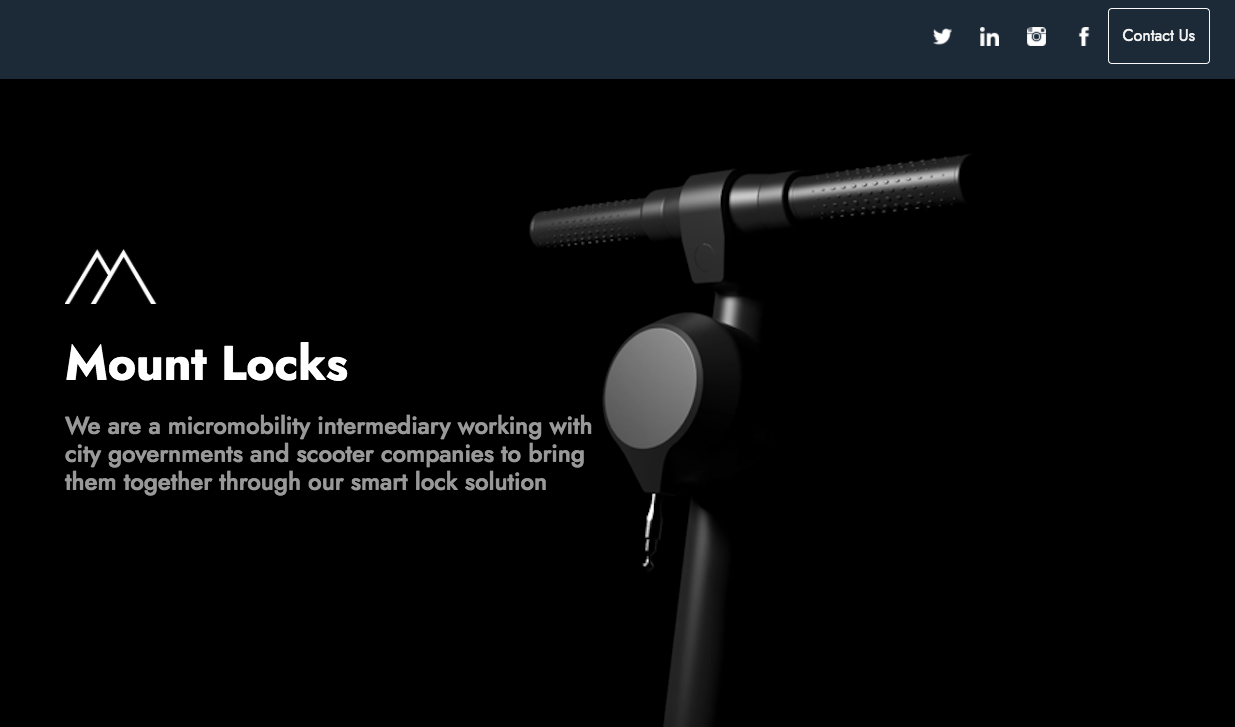 Contact Us
Mount Locks
We are a micromobility intermediary working with
city governments and scooter companies to bring
them together through our smart lock solution